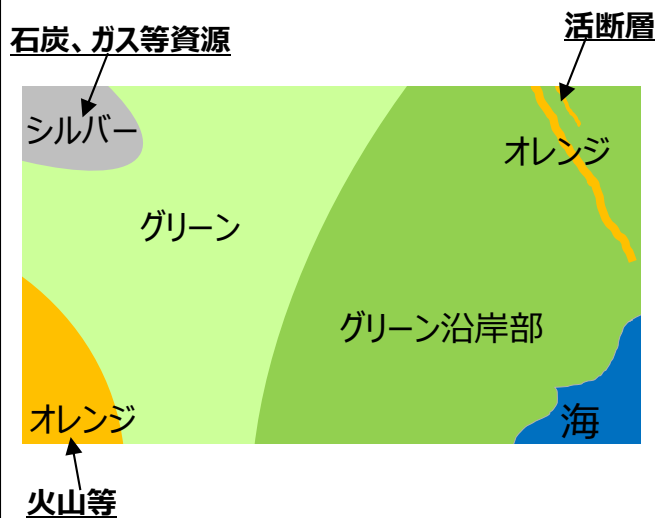 活断層
石炭、ガス等資源
シルバー
オレンジ
グリーン
グリーン沿岸部
オレンジ
海
火山等